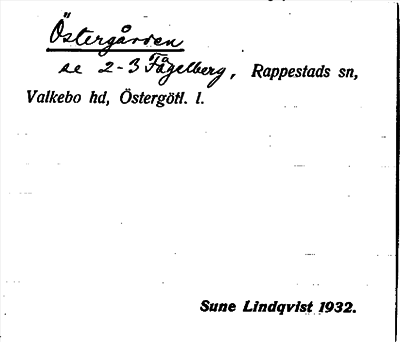 Östergården
se 2-3 Fågelberg, Rappestads sn,
Valkebo hd, Östergötl. l.
Sune Lindqvist 1932.